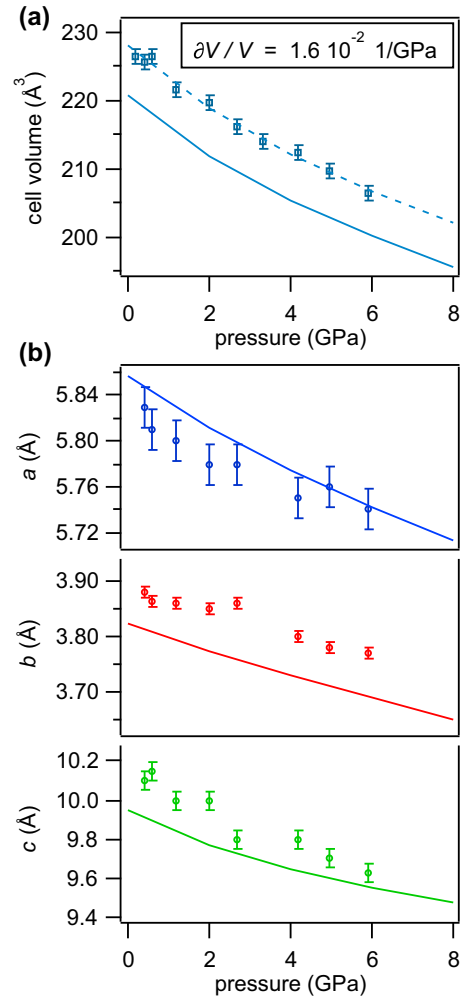 (a)
∂V / V = 1.6 10⁻² 1/GPa
cell volume (Å³)
230
220
210
200
0 2 4 6 8
pressure (GPa)
(b)
a (Å)
5.84
5.80
5.76
5.72
b (Å)
3.90
3.80
3.70
c (Å)
10.2
10.0
9.8
9.6
9.4
0 2 4 6 8
pressure (GPa)